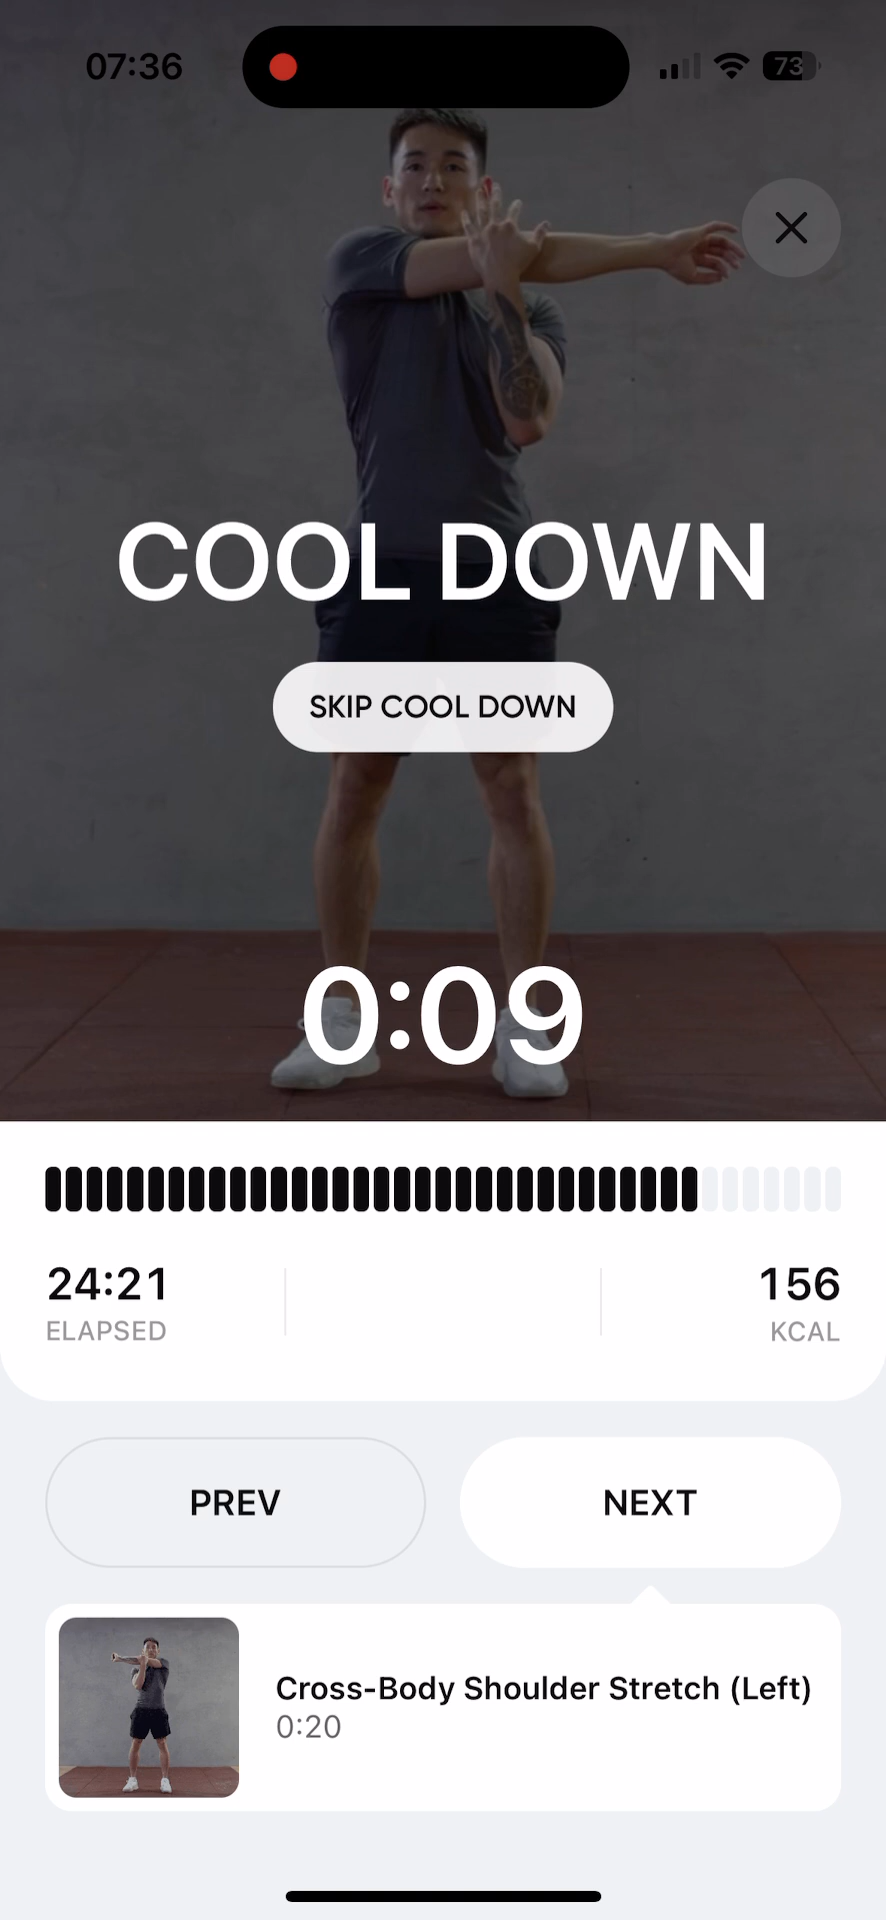 07:36
73
COOL DOWN
SKIP COOL DOWN
0:09
24:21
ELAPSED
156
KCAL
PREV
NEXT
Cross-Body Shoulder Stretch (Left)
0:20